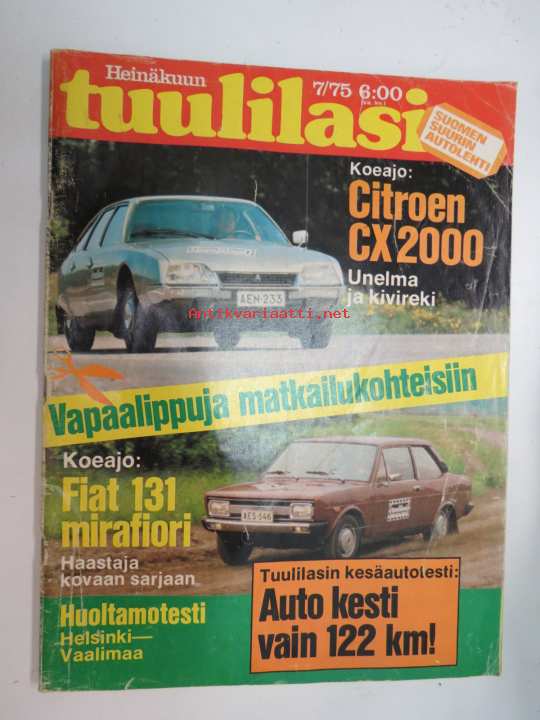 Heinäkuun
7/75 6:00
tuulilasi
SUOMEN
SUURIN
AUTOLEHTI
Koeajo:
Citroen
CX 2000
Unelma
ja kivireki
AEN-233
Antikvariaatti.net
Vapaalippuja matkailukohteisiin
Koeajo:
Fiat 131
mirafiori
Haastaja
kovaan sarjaan
AES-546
Huoltamotesti
Helsinki—
Vaalimaa
Tuulilasin kesäautotesti:
Auto kesti
vain 122 km!